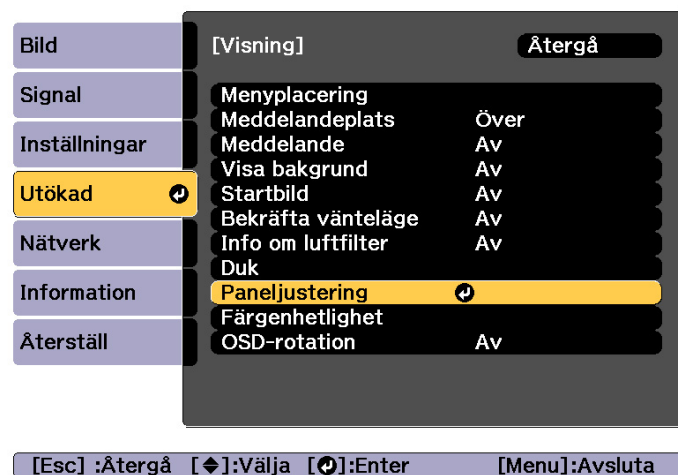 Bild
Signal
Inställningar
Utökad
Nätverk
Information
Återställ
[Visning] Återgå
Menyplacering
Meddelandeplats Över
Meddelande Av
Visa bakgrund Av
Startbild Av
Bekräfta vänteläge Av
Info om luftfilter Av
Duk
Paneljustering
Färgenhetlighet
OSD-rotation Av
[Esc] :Återgå [◆]:Välja [⏎]:Enter [Menu]:Avsluta